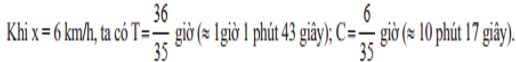 Khi x = 6 km/h, ta có T= 36/35 giờ (≈ 1giờ 1 phút 43 giây); C= 6/35 giờ (≈ 10 phút 17 giây).